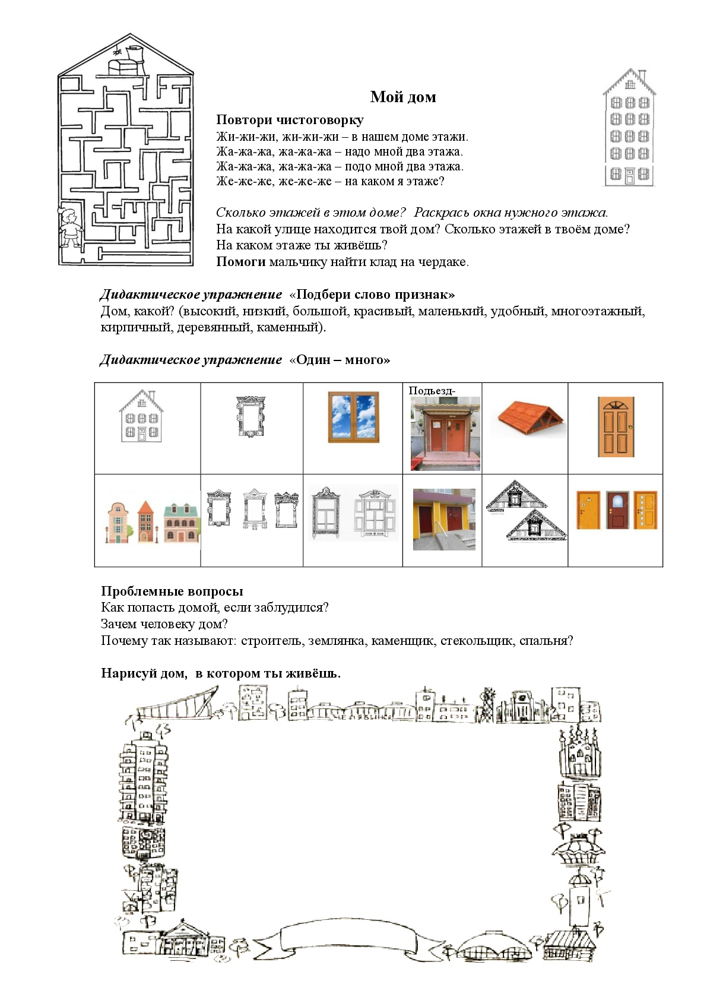 Мой дом
Повтори чистоговорку
Жи-жи-жи, жи-жи-жи – в нашем доме этажи.
Жа-жа-жа, жа-жа-жа – надо мной два этажа.
Жа-жа-жа, жа-жа-жа – подо мной два этажа.
Же-же-же, же-же-же – на каком я этаже?
Сколько этажей в этом доме? Раскрась окна нужного этажа.
На какой улице находится твой дом? Сколько этажей в твоём доме?
На каком этаже ты живёшь?
Помоги мальчику найти клад на чердаке.
Дидактическое упражнение «Подбери слово признак»
Дом, какой? (высокий, низкий, большой, красивый, маленький, удобный, многоэтажный,
кирпичный, деревянный, каменный).
Дидактическое упражнение «Один – много»
Подьезд-
Проблемные вопросы
Как попасть домой, если заблудился?
Зачем человеку дом?
Почему так называют: строитель, землянка, каменщик, стекольщик, спальня?
Нарисуй дом, в котором ты живёшь.